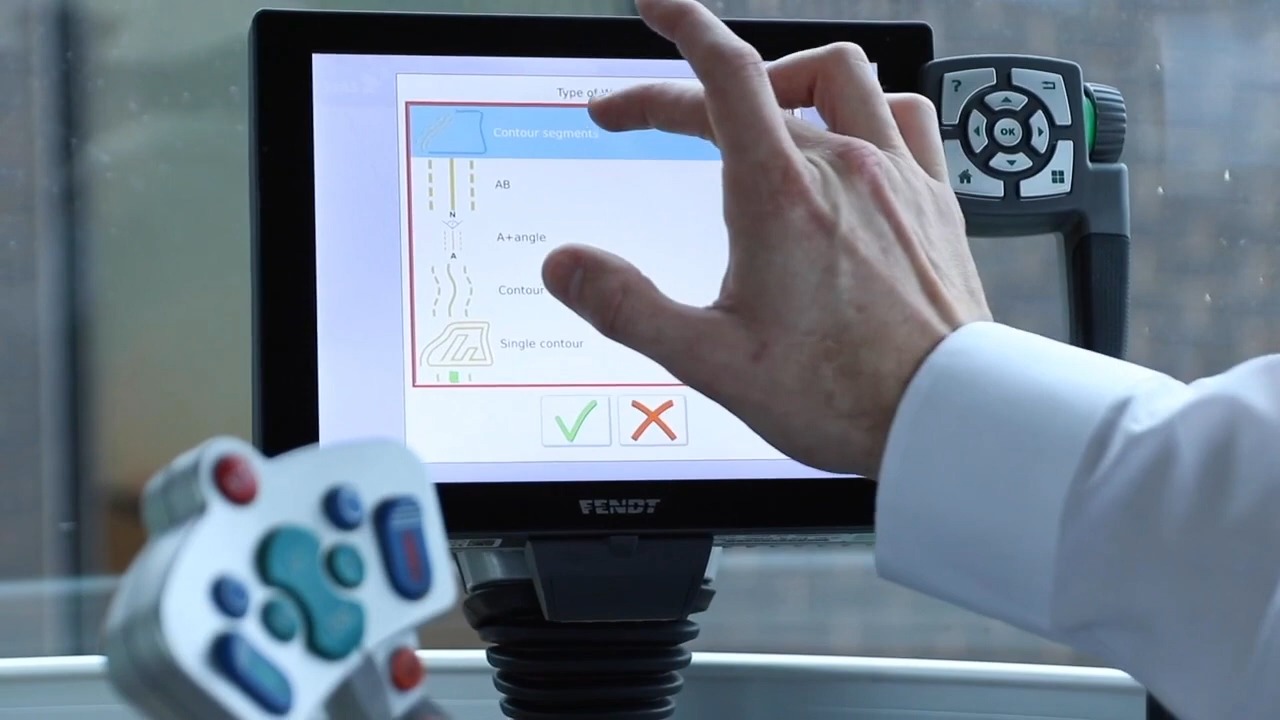 Type of W
Contour segments
AB
N
A+angle
A
Contour
Single contour
FENDT
?
OK